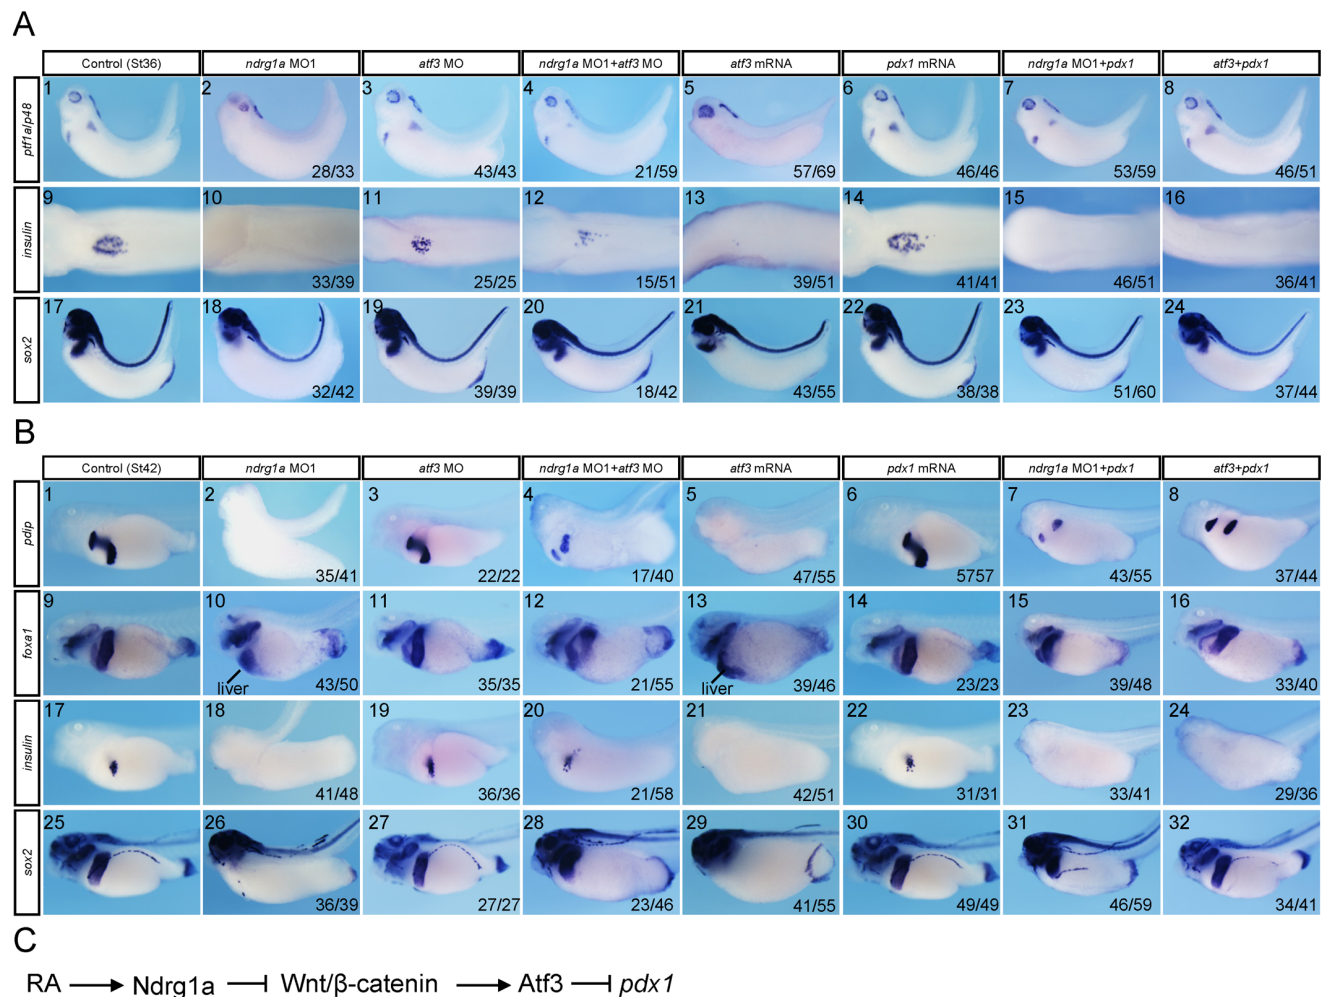 A
Control (St36) ndrg1a MO1 atf3 MO ndrg1a MO1+atf3 MO atf3 mRNA pdx1 mRNA ndrg1a MO1+pdx1 atf3+pdx1
ptf1a/p48
1 2 3 4 5 6 7 8
28/33 43/43 21/59 57/69 46/46 53/59 46/51
insulin
9 10 11 12 13 14 15 16
33/39 25/25 15/51 39/51 41/41 46/51 36/41
sox2
17 18 19 20 21 22 23 24
32/42 39/39 18/42 43/55 38/38 51/60 37/44
B
Control (St42) ndrg1a MO1 atf3 MO ndrg1a MO1+atf3 MO atf3 mRNA pdx1 mRNA ndrg1a MO1+pdx1 atf3+pdx1
pdip
1 2 3 4 5 6 7 8
35/41 22/22 17/40 47/55 5757 43/55 37/44
foxa1
9 10 11 12 13 14 15 16
liver liver
43/50 35/35 21/55 39/46 23/23 39/48 33/40
insulin
17 18 19 20 21 22 23 24
41/48 36/36 21/58 42/51 31/31 33/41 29/36
sox2
25 26 27 28 29 30 31 32
36/39 27/27 23/46 41/55 49/49 46/59 34/41
C
RA Ndrg1a Wnt/β-catenin Atf3 pdx1